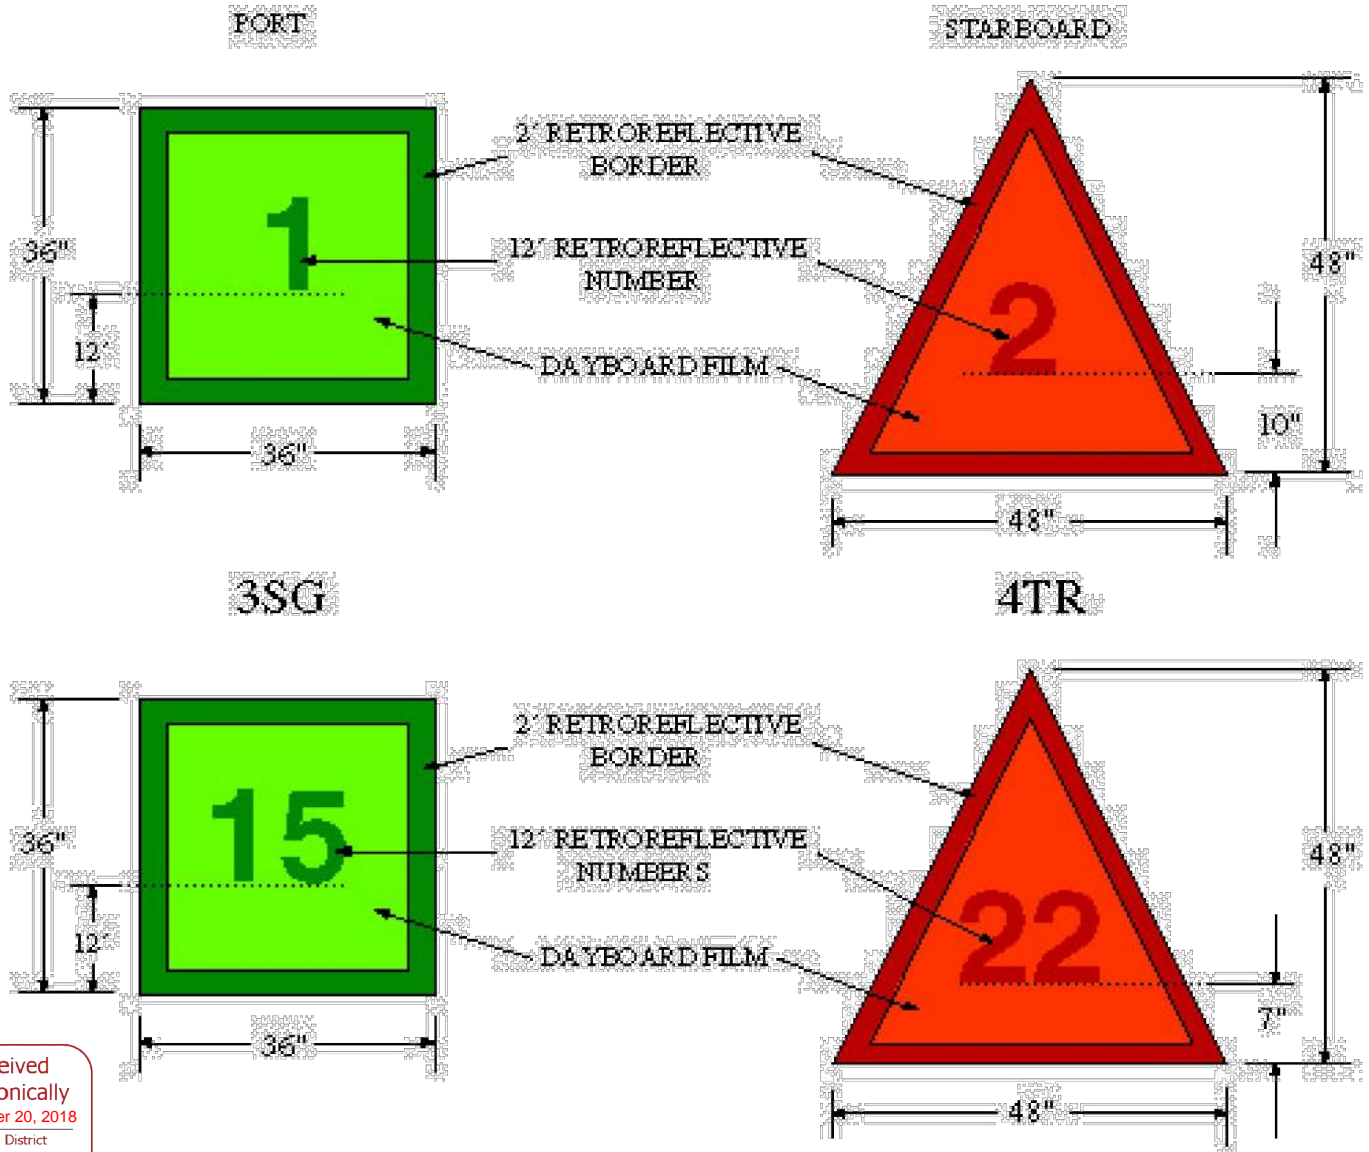 PORT
STARBOARD
2" RETROREFLECTIVE
BORDER
1
36"
12" RETROREFLECTIVE
NUMBER
48"
2
12"
DAYBOARD FILM
10"
36"
48"
3SG
4TR
2" RETROREFLECTIVE
BORDER
15
36"
12" RETROREFLECTIVE
NUMBERS
48"
22
12"
DAYBOARD FILM
7"
36"
48"
eived
onically
er 20, 2018
District